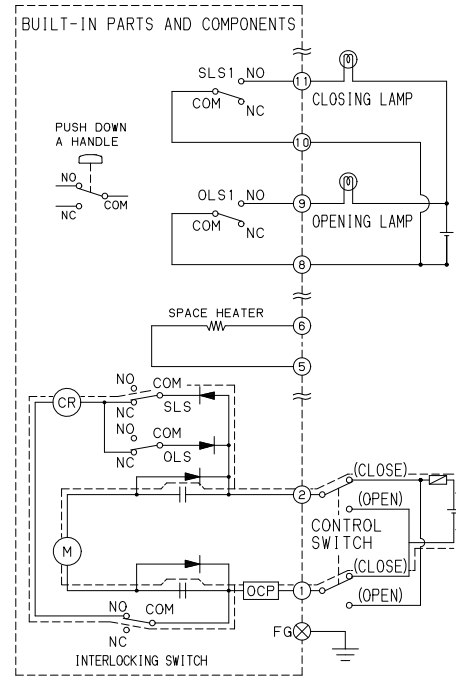 BUILT-IN PARTS AND COMPONENTS
SLS1 NO
11
COM
NC
CLOSING LAMP
PUSH DOWN
A HANDLE
10
NO
COM
NC
OLS1 NO
9
COM
NC
OPENING LAMP
8
SPACE HEATER
6
5
NO
COM
CR
NC
SLS
NO
COM
NC
OLS
(CLOSE)
2
(OPEN)
CONTROL
SWITCH
M
(CLOSE)
OCP
1
(OPEN)
NO
COM
NC
FG
INTERLOCKING SWITCH